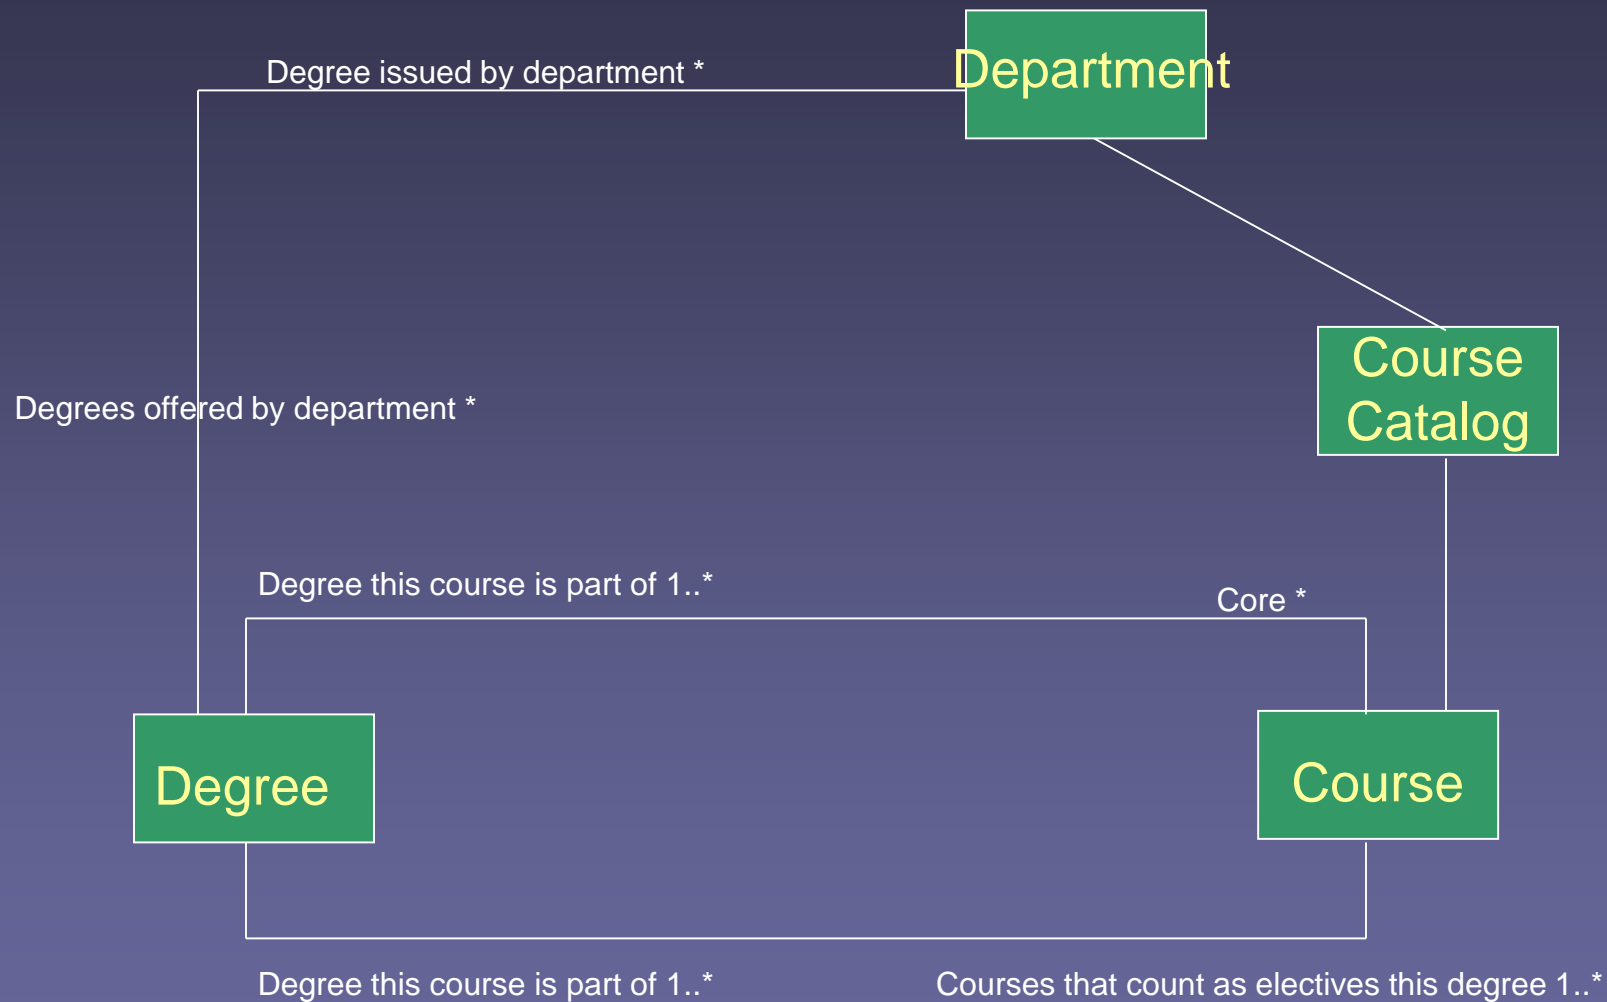 Department
Degree issued by department *
Course
Catalog
Degrees offered by department *
Degree this course is part of 1..*
Core *
Degree
Course
Degree this course is part of 1..*
Courses that count as electives this degree 1..*